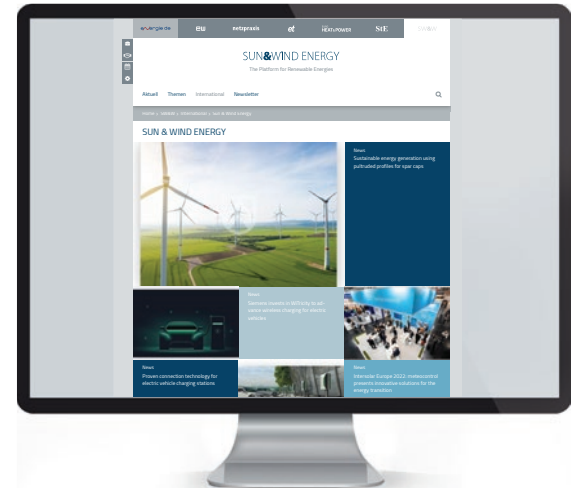 energie.de
ew
netzpraxis
et
HEAT&POWER
StE
SUN&WIND ENERGY
The Platform for Renewable Energies
Aktuell Themen International Newsletter
SUN & WIND ENERGY
News
Sustainable energy generation using
pultruded profiles for spar caps
News
Siemens invests in WiTricity to ad-
vance wireless charging for electric
vehicles
News
Proven connection technology for
electric vehicle charging stations
News
Intersolar Europe 2022: meteocontrol
presents innovative solutions for the
energy transition